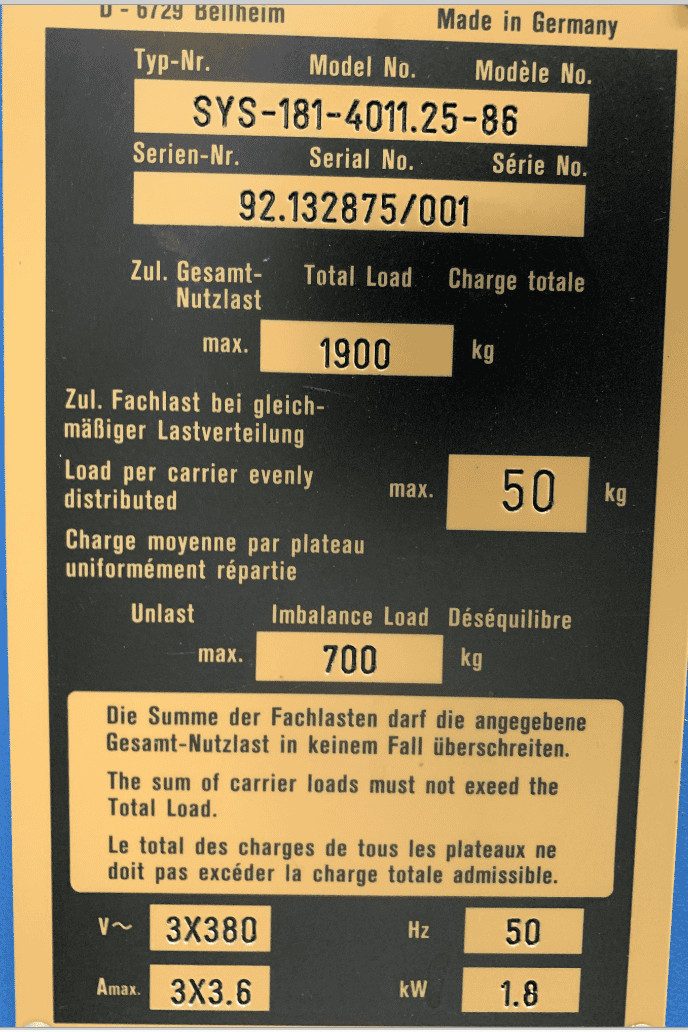 D - 6729 Bellheim Made in Germany
Typ-Nr. Model No. Modèle No.
SYS-181-4011.25-86
Serien-Nr. Serial No. Série No.
92.132875/001
Zul. Gesamt- Total Load Charge totale
Nutzlast
max. 1900 kg
Zul. Fachlast bei gleich-
mäßiger Lastverteilung
Load per carrier evenly
distributed
max. 50 kg
Charge moyenne par plateau
uniformément répartie
Unlast Imbalance Load Déséquilibre
max. 700 kg
Die Summe der Fachlasten darf die angegebene
Gesamt-Nutzlast in keinem Fall überschreiten.
The sum of carrier loads must not exeed the
Total Load.
Le total des charges de tous les plateaux ne
doit pas excéder la charge totale admissible.
V~ 3X380 Hz 50
Amax. 3X3.6 kW 1.8